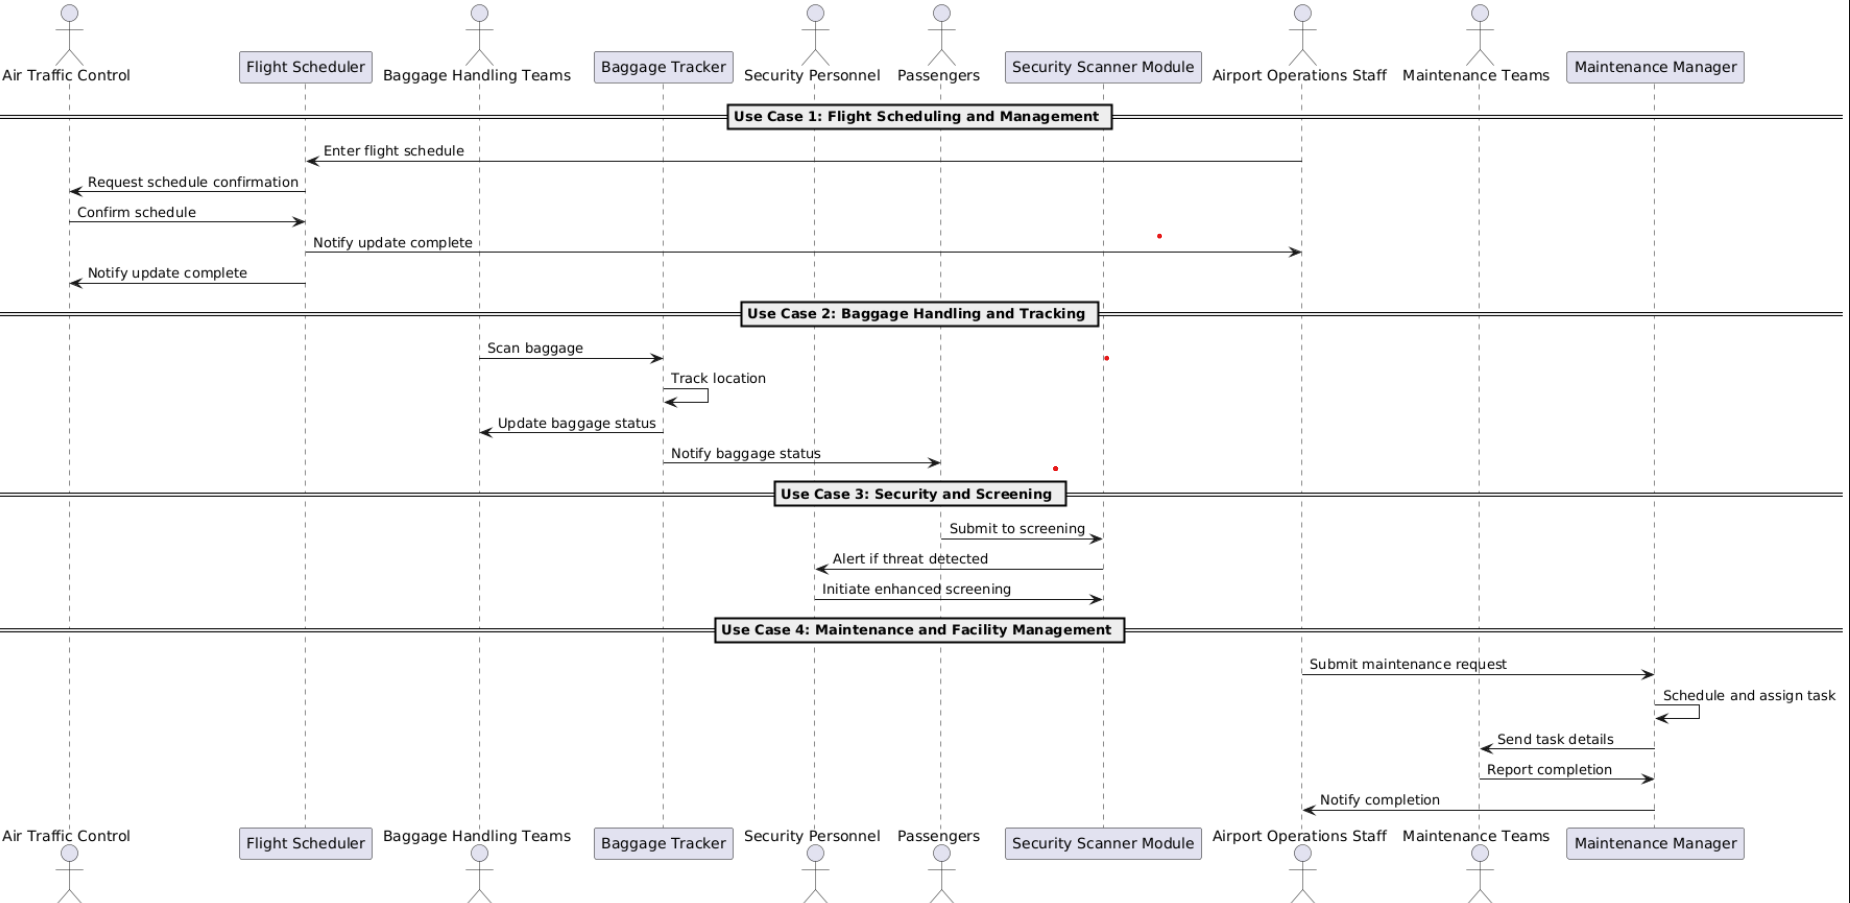 Air Traffic Control
Flight Scheduler
Baggage Handling Teams
Baggage Tracker
Security Personnel
Passengers
Security Scanner Module
Airport Operations Staff
Maintenance Teams
Maintenance Manager
Use Case 1: Flight Scheduling and Management
Enter flight schedule
Request schedule confirmation
Confirm schedule
Notify update complete
Notify update complete
Use Case 2: Baggage Handling and Tracking
Scan baggage
Track location
Update baggage status
Notify baggage status
Use Case 3: Security and Screening
Submit to screening
Alert if threat detected
Initiate enhanced screening
Use Case 4: Maintenance and Facility Management
Submit maintenance request
Schedule and assign task
Send task details
Report completion
Notify completion
Air Traffic Control
Flight Scheduler
Baggage Handling Teams
Baggage Tracker
Security Personnel
Passengers
Security Scanner Module
Airport Operations Staff
Maintenance Teams
Maintenance Manager